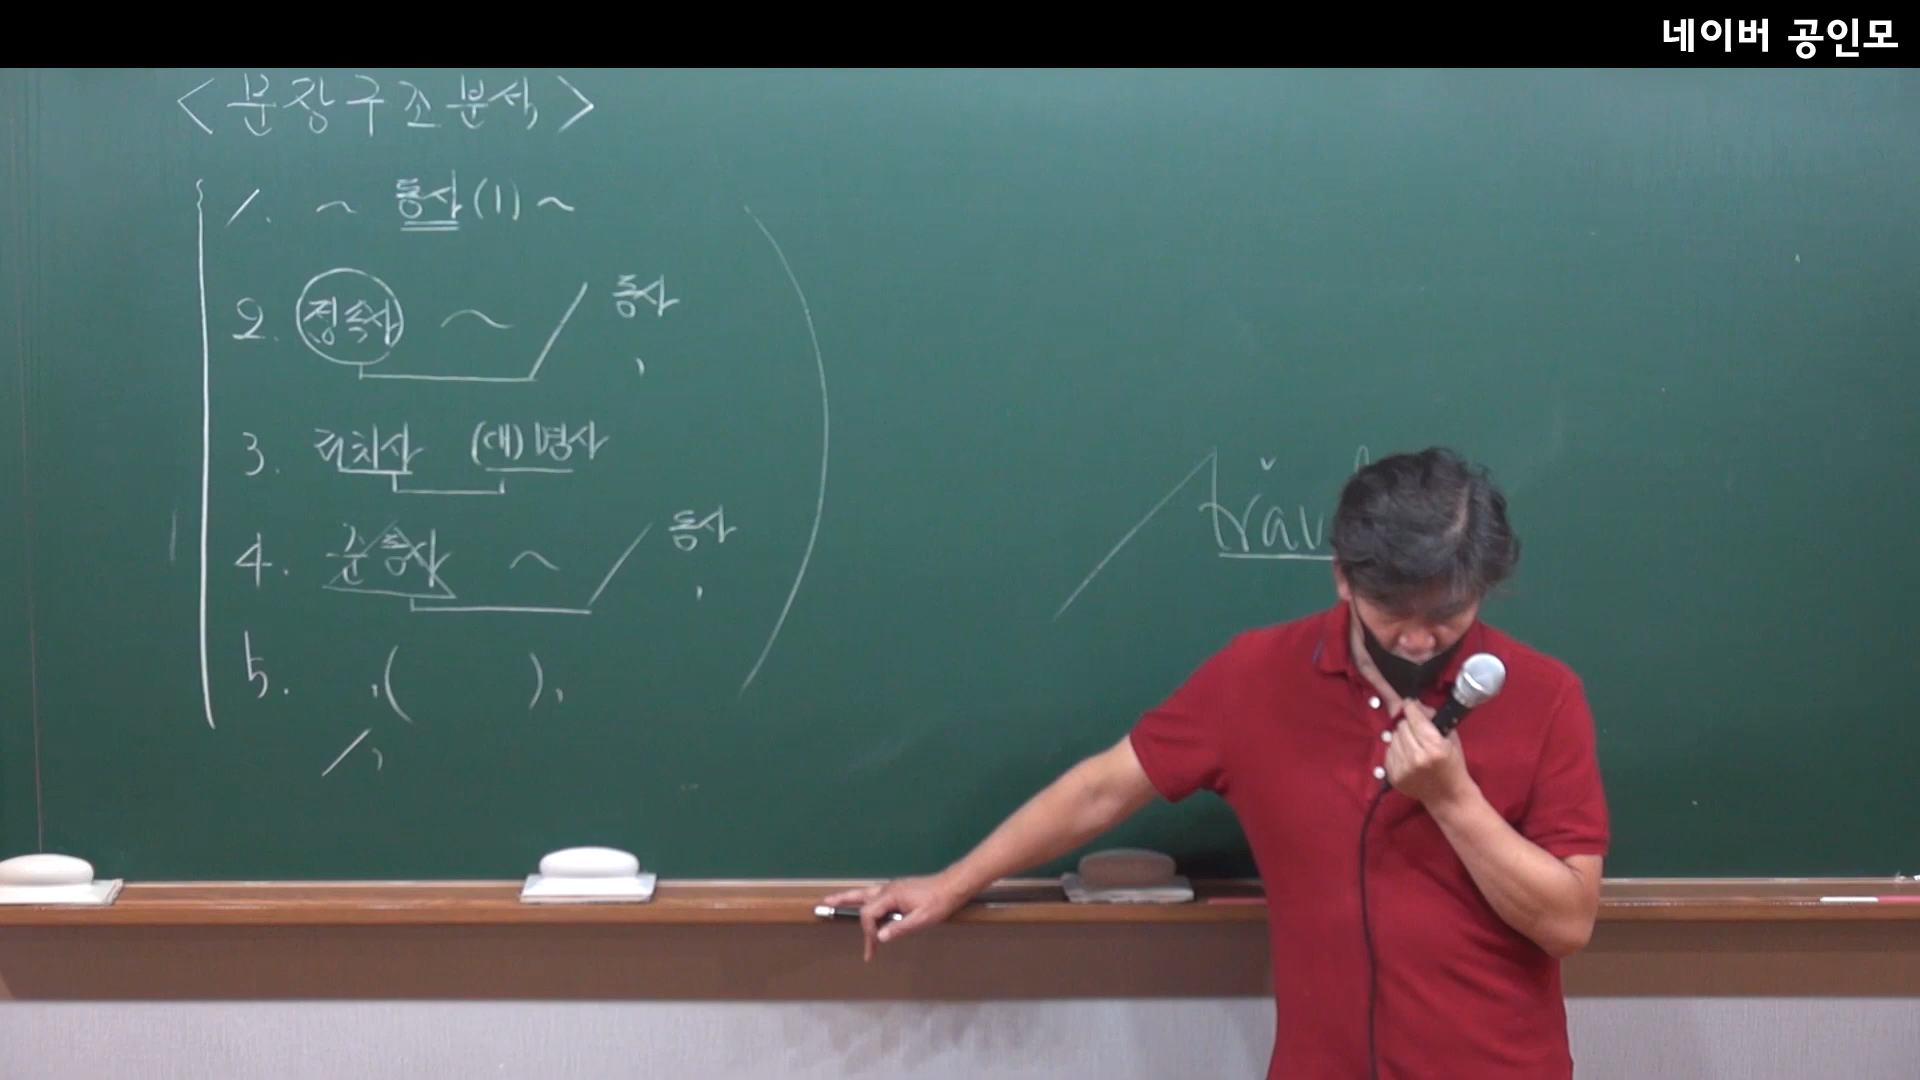 네이버 공인모
<문장구조분석>
1. ~ 동사(1) ~
2. 접속사 ~ / 동사
,
3. 전치사 (대)명사
4. 준동사 ~ / 동사
,
5. ,( ),
/,